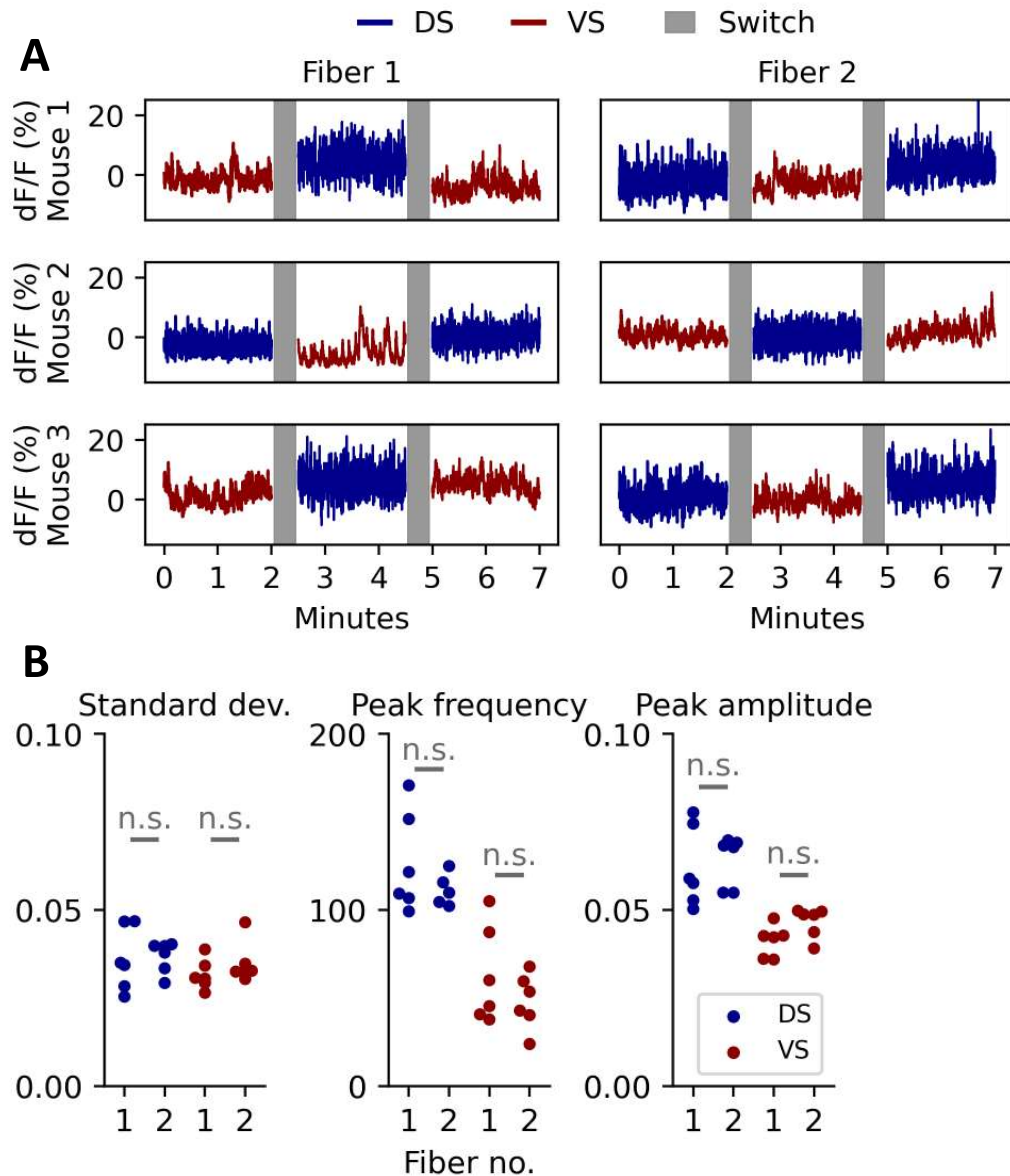 DS VS Switch
A
Fiber 1 Fiber 2
dF/F (%)
Mouse 1
20
0
dF/F (%)
Mouse 2
20
0
dF/F (%)
Mouse 3
20
0
0 1 2 3 4 5 6 7 0 1 2 3 4 5 6 7
Minutes Minutes
B
Standard dev. Peak frequency Peak amplitude
0.10 200 0.10
n.s. n.s. n.s. n.s. n.s. n.s.
0.05 100 0.05
DS
VS
0.00 0 0.00
1 2 1 2 1 2 1 2 1 2 1 2
Fiber no.